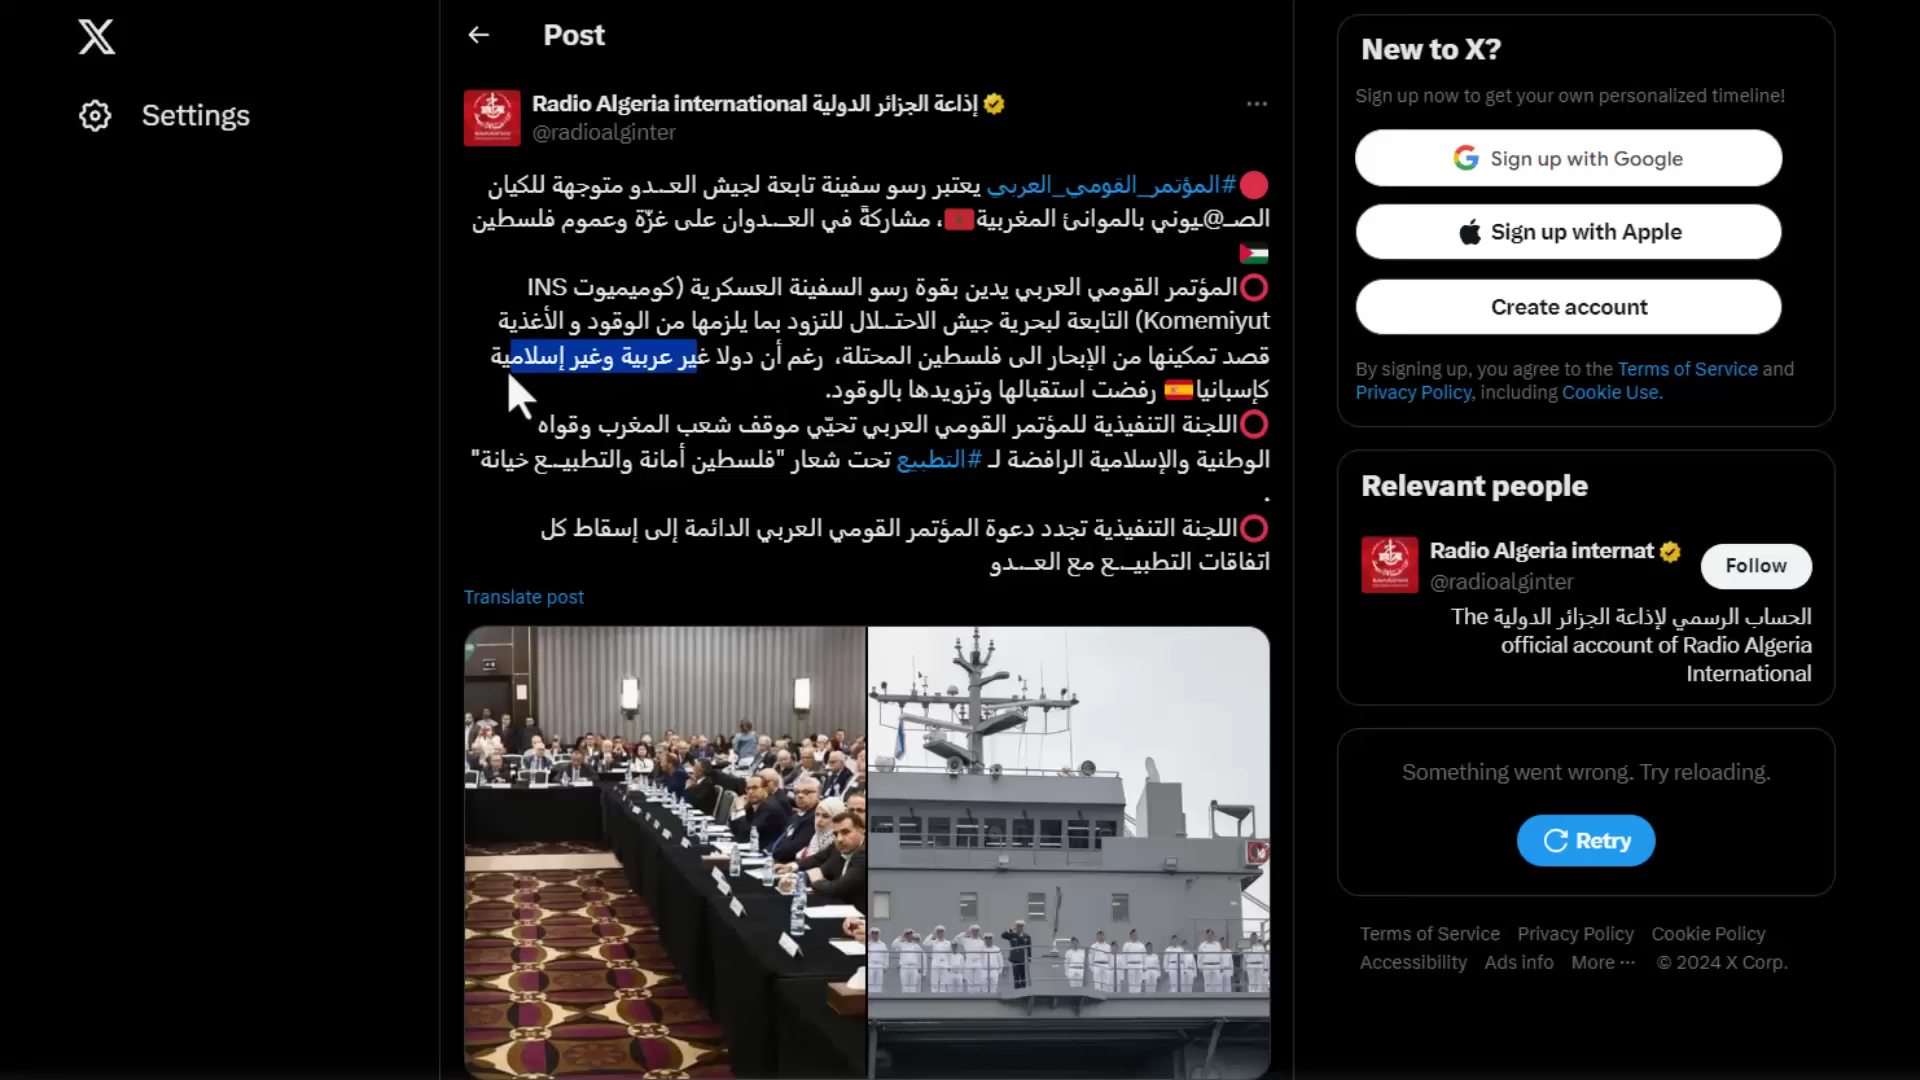 Settings
Post
Radio Algeria international إذاعة الجزائر الدولية
@radioalginter
#المؤتمر_القومي_العربي يعتبر رسو سفينة تابعة لجيش العـدو متوجهة للكيان
الصـ@ـيوني بالموانئ المغربية🇲🇦، مشاركةً في العـدوان على غزّة وعموم فلسطين
🇵🇸
⭕المؤتمر القومي العربي يدين بقوة رسو السفينة العسكرية (كوميميوت INS
Komemiyut) التابعة لبحرية جيش الاحتـلال للتزود بما يلزمها من الوقود و الأغذية
قصد تمكينها من الإبحار الى فلسطين المحتلة، رغم أن دولا غير عربية وغير إسلامية
كإسبانيا🇪🇸 رفضت استقبالها وتزويدها بالوقود.
⭕اللجنة التنفيذية للمؤتمر القومي العربي تحيّي موقف شعب المغرب وقواه
الوطنية والإسلامية الرافضة لـ #التطبيع تحت شعار "فلسطين أمانة والتطبيـع خيانة"
.
⭕اللجنة التنفيذية تجدد دعوة المؤتمر القومي العربي الدائمة إلى إسقاط كل
اتفاقات التطبيـع مع العـدو
Translate post
New to X?
Sign up now to get your own personalized timeline!
Sign up with Google
Sign up with Apple
Create account
By signing up, you agree to the Terms of Service and
Privacy Policy, including Cookie Use.
Relevant people
Radio Algeria internat
@radioalginter
Follow
الحساب الرسمي لإذاعة الجزائر الدولية The
official account of Radio Algeria
International
Something went wrong. Try reloading.
Retry
Terms of Service Privacy Policy Cookie Policy
Accessibility Ads info More ··· © 2024 X Corp.